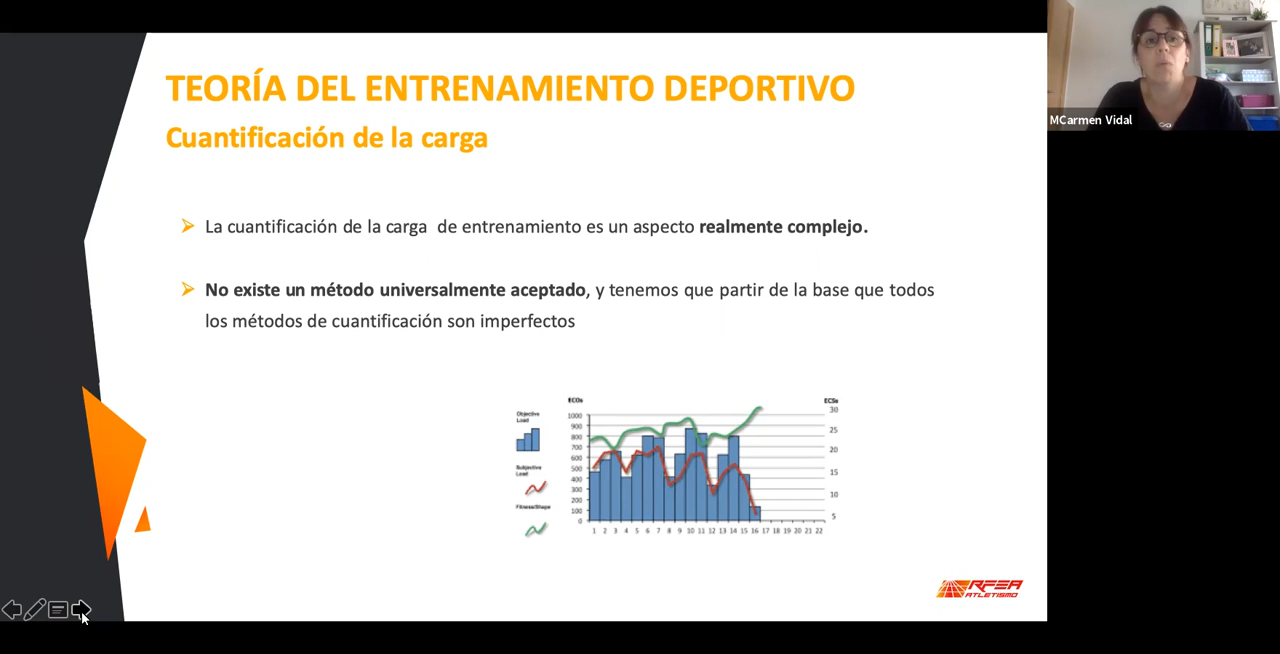 TEORÍA DEL ENTRENAMIENTO DEPORTIVO
Cuantificación de la carga
MCarmen Vidal
La cuantificación de la carga de entrenamiento es un aspecto realmente complejo.
No existe un método universalmente aceptado, y tenemos que partir de la base que todos
los métodos de cuantificación son imperfectos
ECOs
ECSs
Objective
Load
Subjective
Load
Fitness/Shape
1000
900
800
700
600
500
400
300
200
100
0
30
25
20
15
10
5
1 2 3 4 5 6 7 8 9 10 11 12 13 14 15 16 17 18 19 20 21 22
RFEA
ATLETISMO